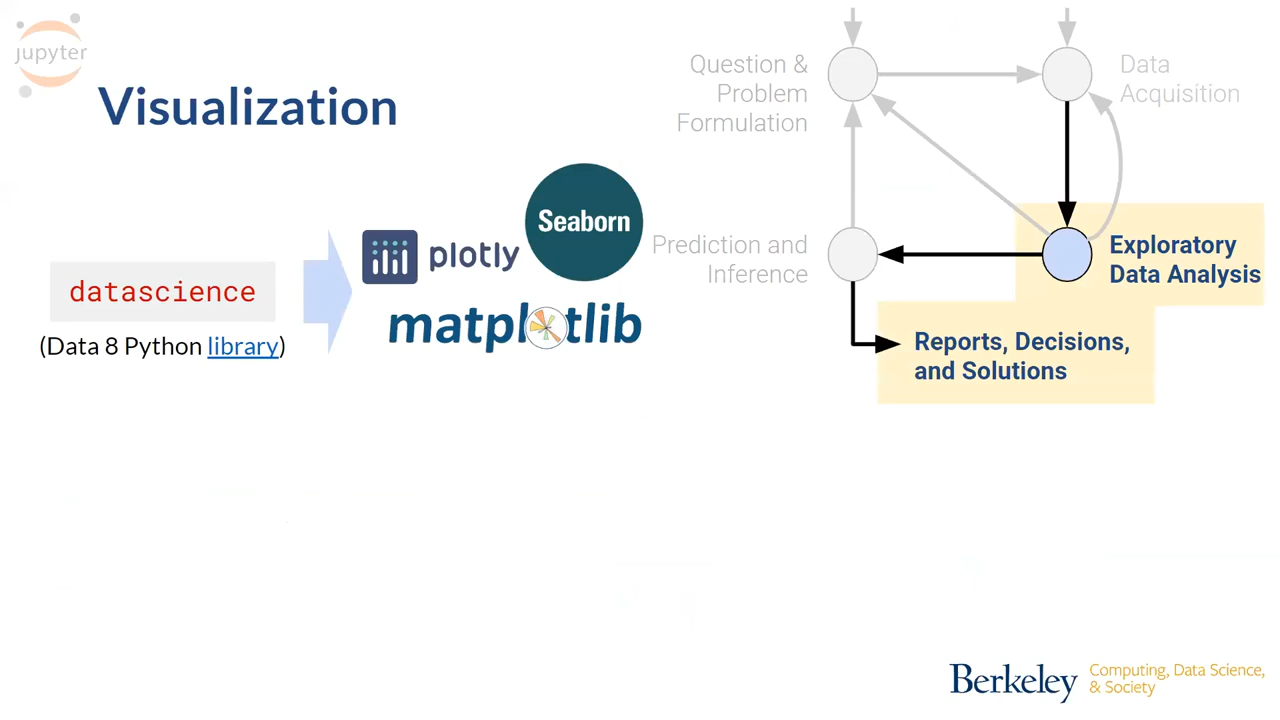 jupyter
Visualization
datascience
(Data 8 Python library)
plotly
Seaborn
matplotlib
Question &
Problem
Formulation
Data
Acquisition
Prediction and
Inference
Exploratory
Data Analysis
Reports, Decisions,
and Solutions
Berkeley
Computing, Data Science,
& Society